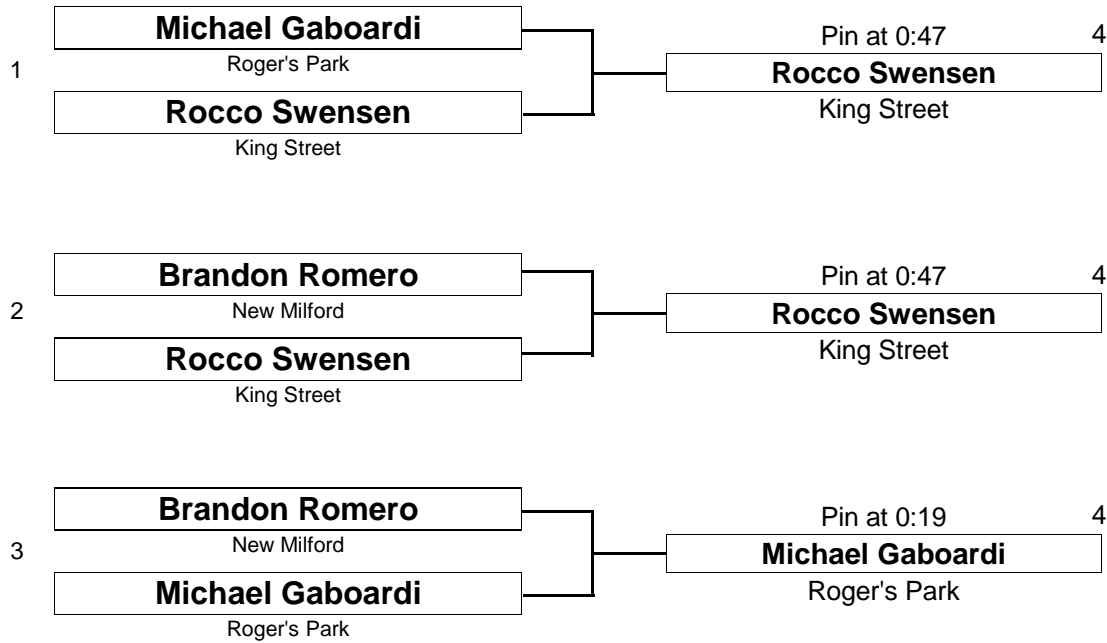 Michael Gaboardi
Pin at 0:47 4
1 Roger's Park
Rocco Swensen
Rocco Swensen
King Street
King Street
Brandon Romero
Pin at 0:47 4
2 New Milford
Rocco Swensen
Rocco Swensen
King Street
King Street
Brandon Romero
Pin at 0:19 4
3 New Milford
Michael Gaboardi
Michael Gaboardi
Roger's Park
Roger's Park